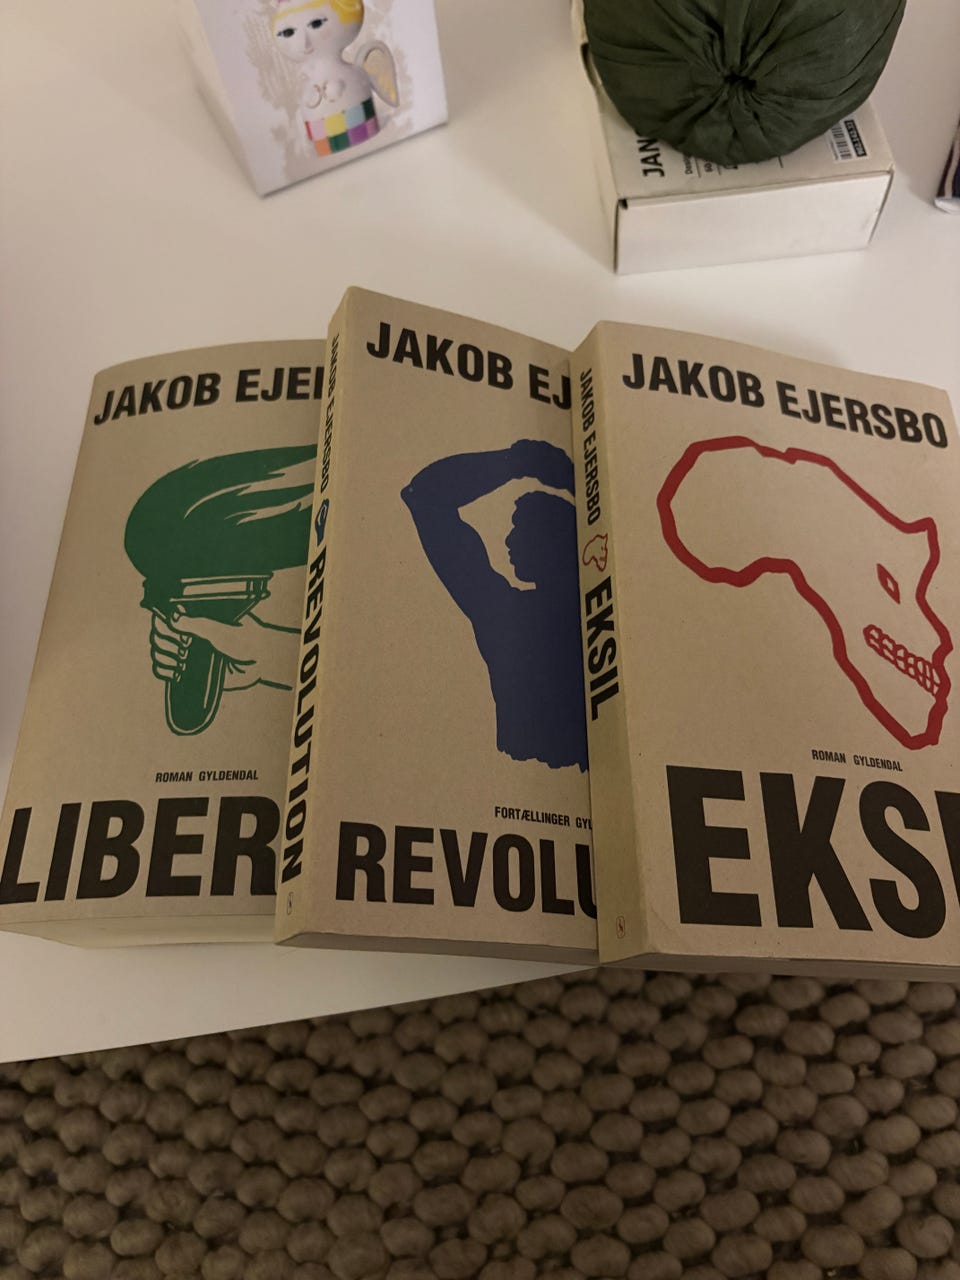 JAN
JAKOB EJE
LIBER
ROMAN GYLDENDAL
JAKOB EJERSBO
REVOLUTION
JAKOB EJ
FORTÆLLINGER GYL
REVOLU
JAKOB EJERSBO
EKSIL
JAKOB EJERSBO
ROMAN GYLDENDAL
EKSI